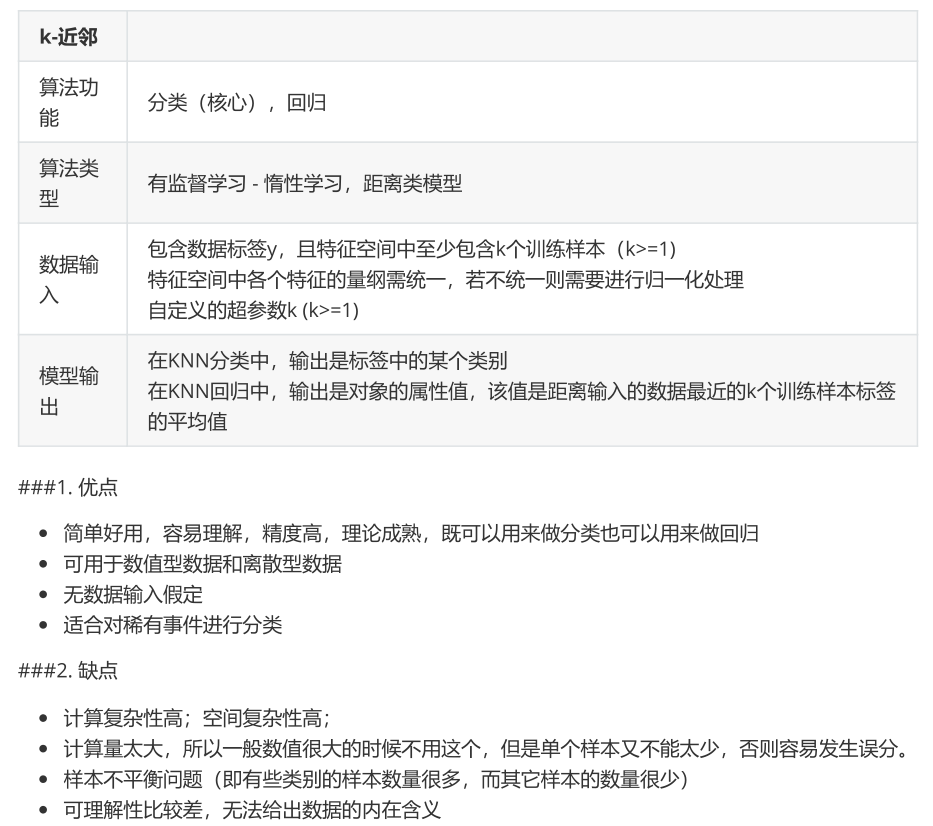 k-近邻
算法功
能
分类（核心），回归
算法类
型
有监督学习 - 惰性学习，距离类模型
数据输
入
包含数据标签y，且特征空间中至少包含k个训练样本（k>=1)
特征空间中各个特征的量纲需统一，若不统一则需要进行归一化处理
自定义的超参数k (k>=1)
模型输
出
在KNN分类中，输出是标签中的某个类别
在KNN回归中，输出是对象的属性值，该值是距离输入的数据最近的k个训练样本标签
的平均值
###1. 优点
• 简单好用，容易理解，精度高，理论成熟，既可以用来做分类也可以用来做回归
• 可用于数值型数据和离散型数据
• 无数据输入假定
• 适合对稀有事件进行分类
###2. 缺点
• 计算复杂性高；空间复杂性高；
• 计算量太大，所以一般数值很大的时候不用这个，但是单个样本又不能太少，否则容易发生误分。
• 样本不平衡问题（即有些类别的样本数量很多，而其它样本的数量很少）
• 可理解性比较差，无法给出数据的内在含义